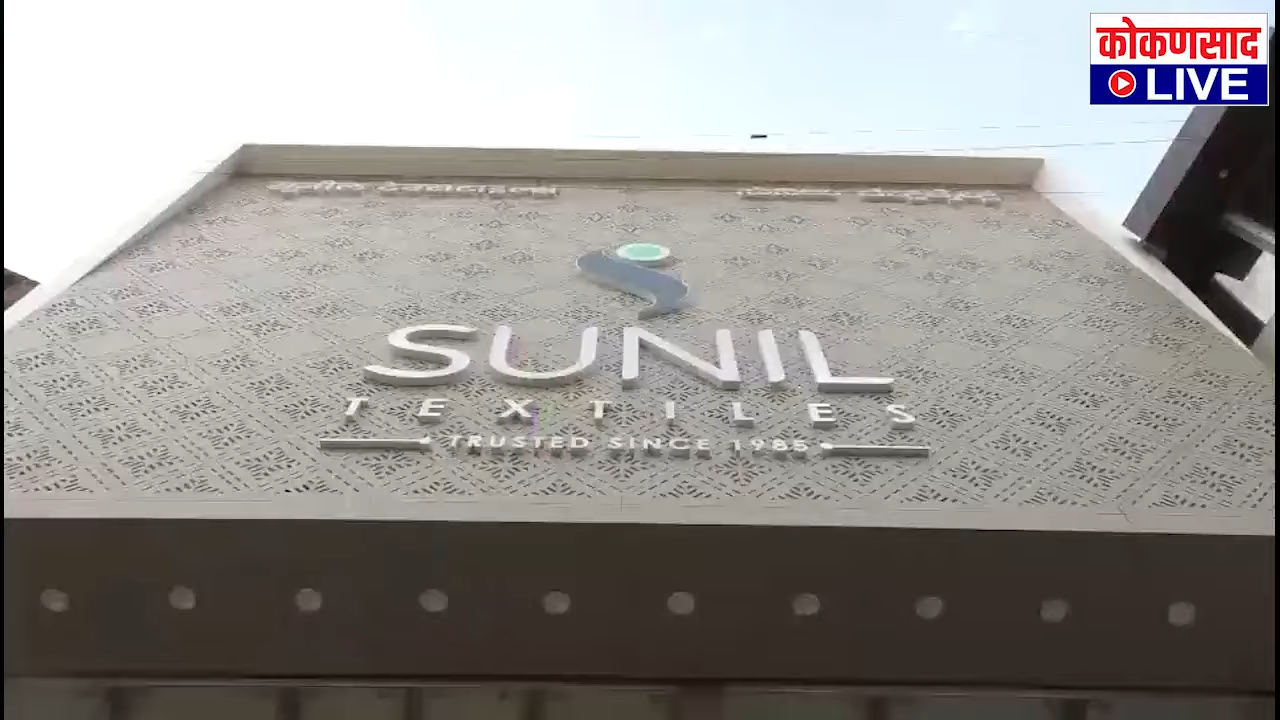 कोकणसाद
LIVE
SUNIL
TEXTILES
TRUSTED SINCE 1985